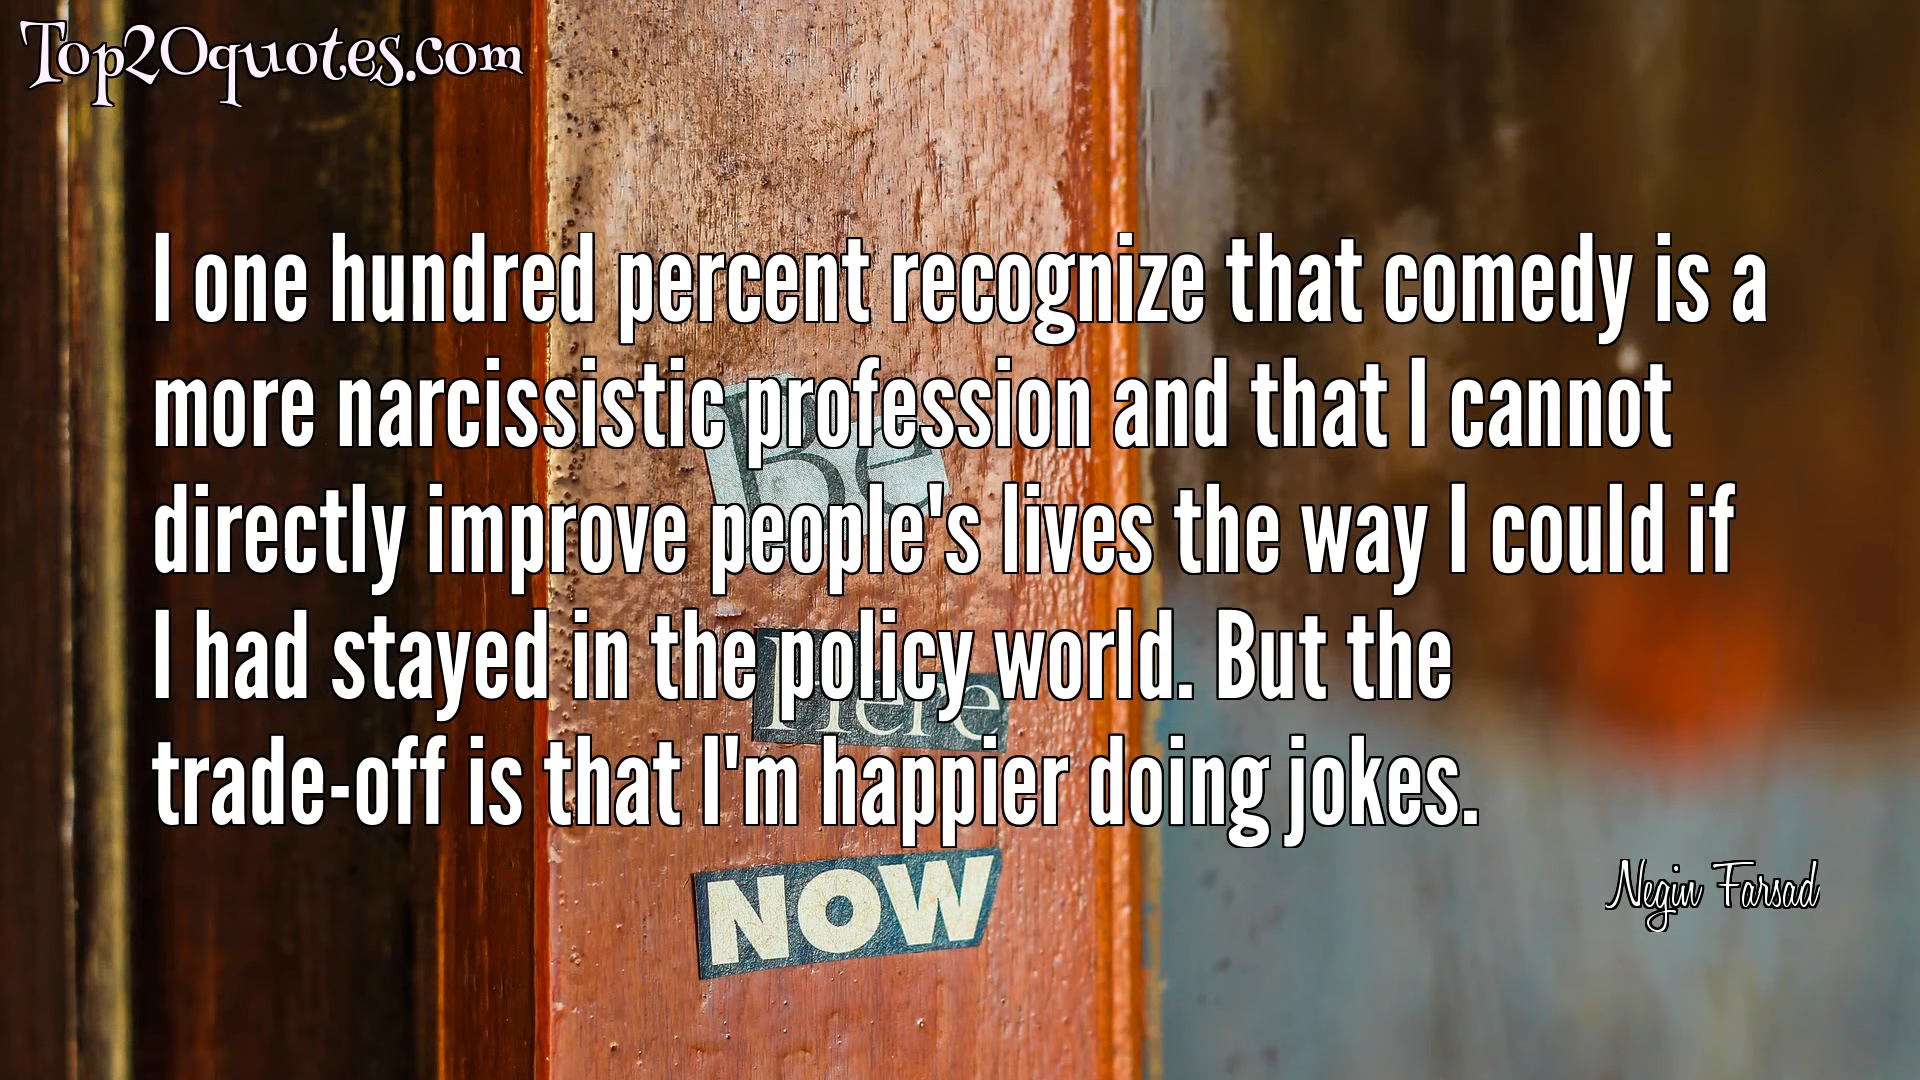 Top20quotes.com
I one hundred percent recognize that comedy is a
more narcissistic profession and that I cannot
directly improve people's lives the way I could if
I had stayed in the policy world. But the
trade-off is that I'm happier doing jokes.
Negin Farsad
Be
Here
NOW